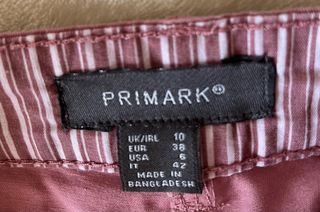 PRIMARK®
UK/IRL 10
EUR 38
USA 6
IT 42
MADE IN
BANGLADESH